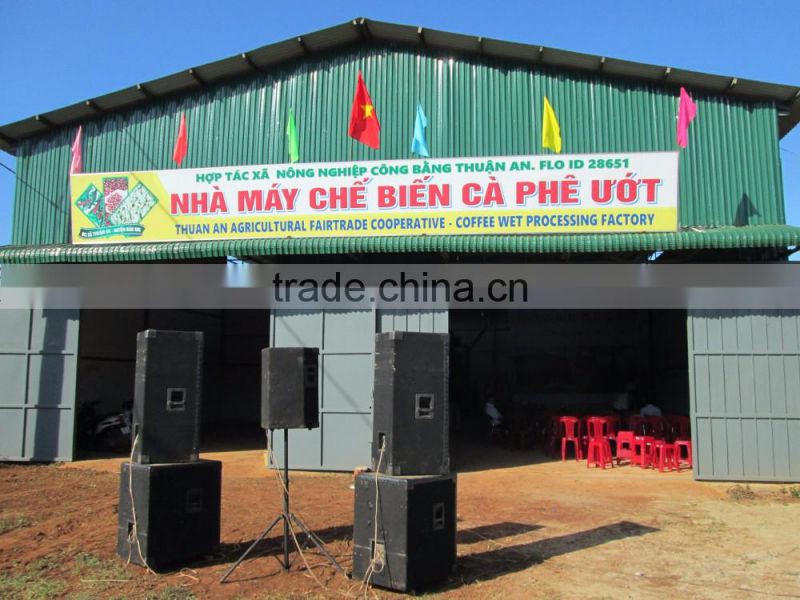 HỢP TÁC XÃ NÔNG NGHIỆP CÔNG BẰNG THUẬN AN. FLO ID 28651
NHÀ MÁY CHẾ BIẾN CÀ PHÊ ƯỚT
THUAN AN AGRICULTURAL FAIRTRADE COOPERATIVE - COFFEE WET PROCESSING FACTORY
trade.china.cn